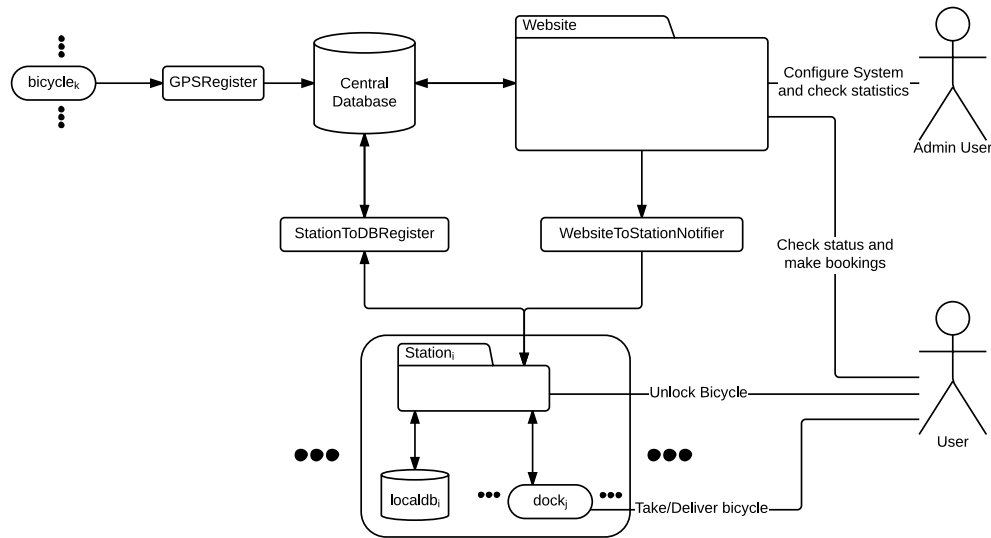 Website
bicycleₖ
GPSRegister
Central
Database
Configure System
and check statistics
Admin User
StationToDBRegister
WebsiteToStationNotifier
Check status and
make bookings
Stationᵢ
Unlock Bicycle
User
localdbᵢ
dockⱼ
Take/Deliver bicycle